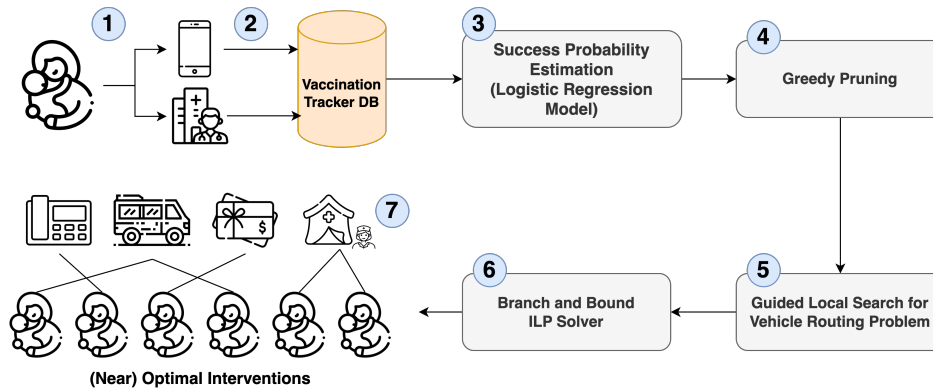 1
2
Vaccination
Tracker DB
3
Success Probability
Estimation
(Logistic Regression
Model)
4
Greedy Pruning
$
7
6
Branch and Bound
ILP Solver
5
Guided Local Search for
Vehicle Routing Problem
(Near) Optimal Interventions